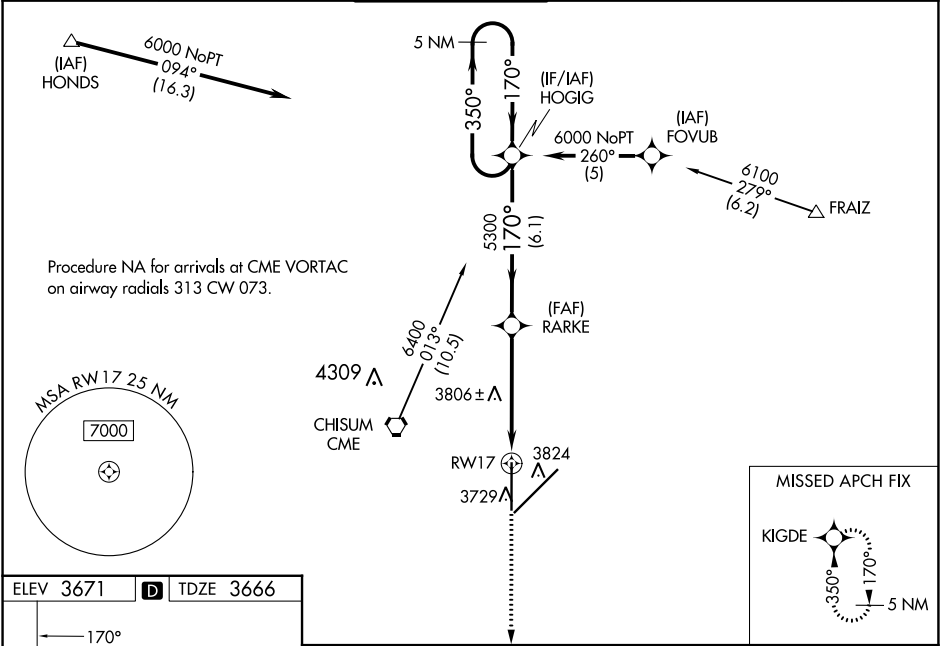 6000 NoPT
094°
(16.3)
(IAF)
HONDS
5 NM
350°
170°
(IF/IAF)
HOGIG
6000 NoPT
260°
(5)
(IAF)
FOVUB
6100
279°
(6.2)
FRAIZ
5300
170°
(6.1)
Procedure NA for arrivals at CME VORTAC
on airway radials 313 CW 073.
6400
013°
(10.5)
(FAF)
RARKE
4309
3806±
CHISUM
CME
MSA RW17 25 NM
7000
RW17
3824
3729
MISSED APCH FIX
KIGDE
350°
170°
5 NM
ELEV 3671 D TDZE 3666
170°